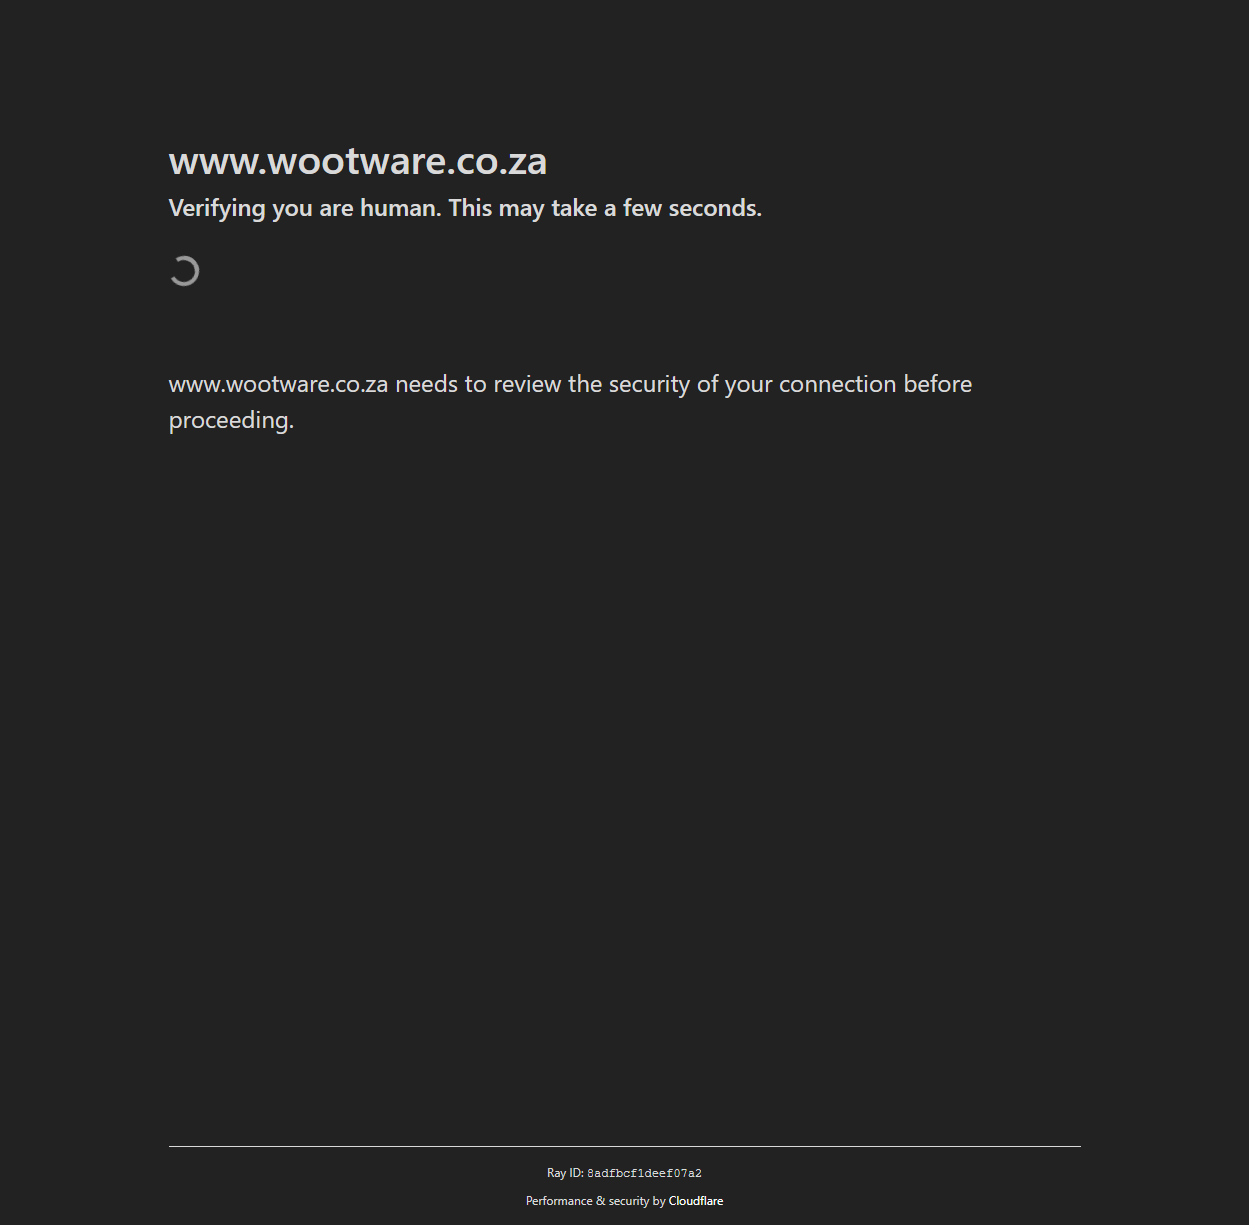 www.wootware.co.za
Verifying you are human. This may take a few seconds.
www.wootware.co.za needs to review the security of your connection before
proceeding.
Ray ID: 8adfbcf1deef07a2
Performance & security by Cloudflare